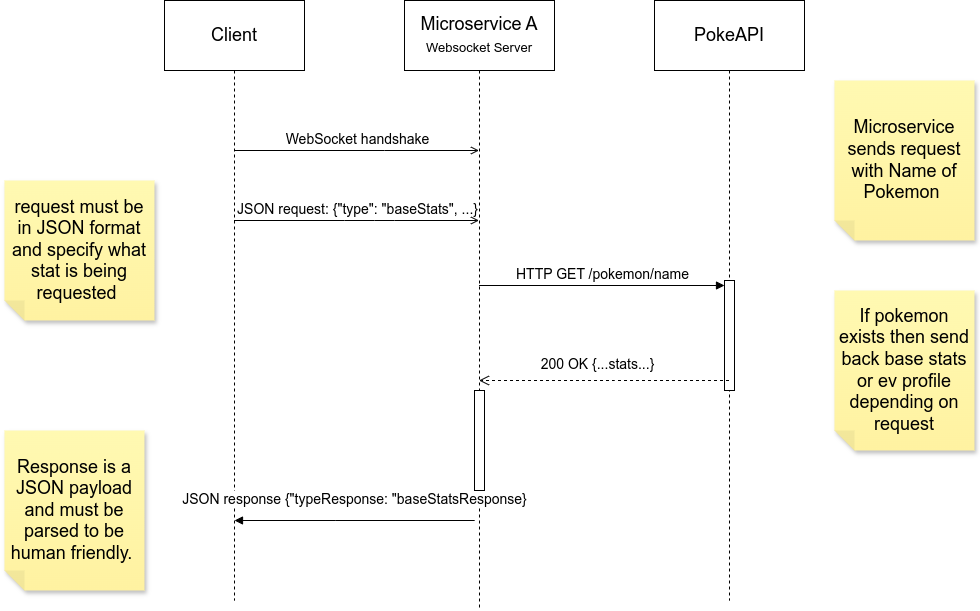 Client
Microservice A
Websocket Server
PokeAPI
WebSocket handshake
Microservice
sends request
with Name of
Pokemon
request must be
in JSON format
and specify what
stat is being
requested
JSON request: {"type": "baseStats", ...}
HTTP GET /pokemon/name
If pokemon
exists then send
back base stats
or ev profile
depending on
request
200 OK {...stats...}
Response is a
JSON payload
and must be
parsed to be
human friendly.
JSON response {"typeResponse: "baseStatsResponse}